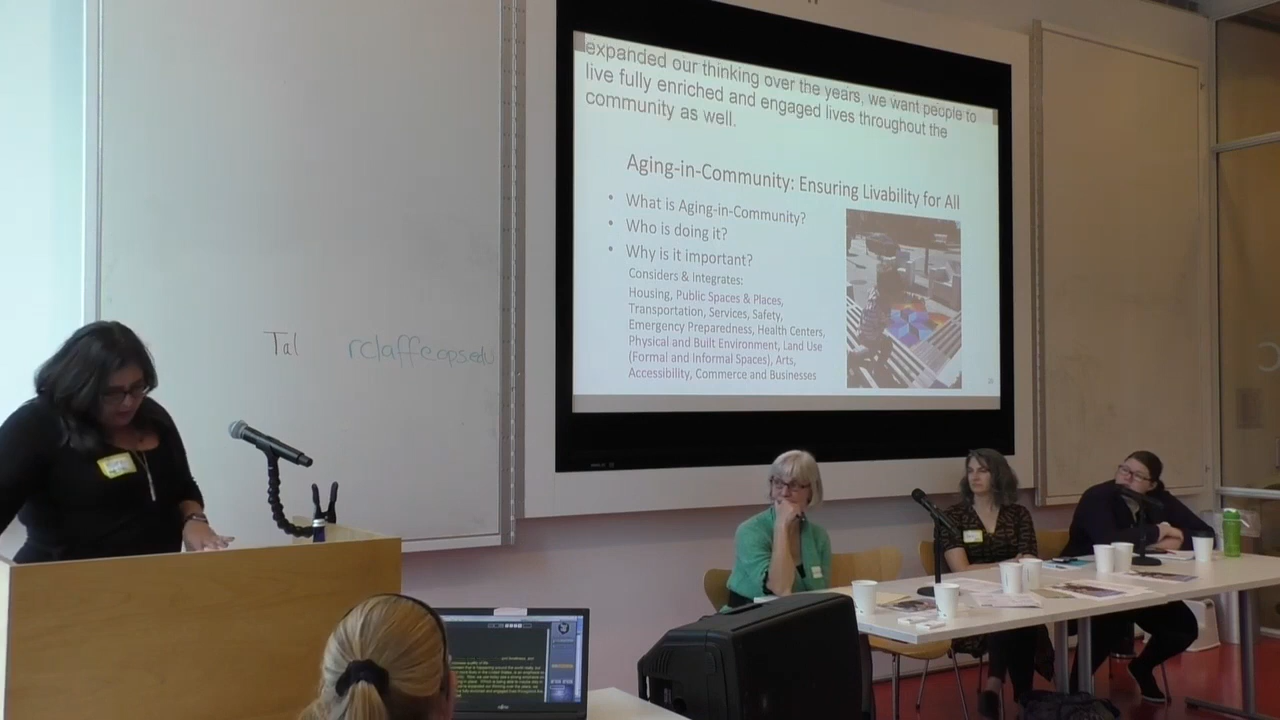 expanded our thinking over the years, we want people to
live fully enriched and engaged lives throughout the
community as well.
Aging-in-Community: Ensuring Livability for All
• What is Aging-in-Community?
• Who is doing it?
• Why is it important?
Considers & Integrates:
Housing, Public Spaces & Places,
Transportation, Services, Safety,
Emergency Preparedness, Health Centers,
Physical and Built Environment, Land Use
(Formal and Informal Spaces), Arts,
Accessibility, Commerce and Businesses
Tal